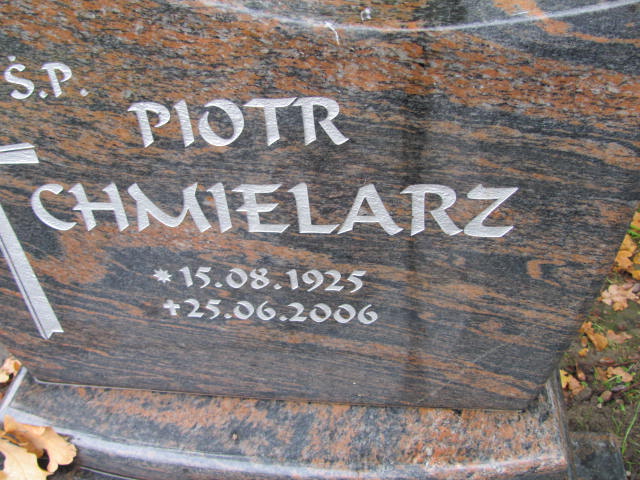 Ś.P.
PIOTR
CHMIELARZ
*15.08.1925
+25.06.2006